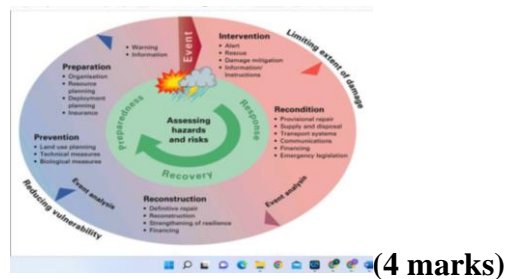 Event
Intervention
• Alert
• Rescue
• Damage mitigation
• Information/
Instructions
Limiting extent of damage
• Warning
• Information
Preparation
• Organisation
• Resource
planning
• Deployment
planning
• Insurance
Preparedness
Assessing
hazards
and risks
Response
Recovery
Recondition
• Provisional repair
• Supply and disposal
• Transport systems
• Communications
• Financing
• Emergency legislation
Prevention
• Land use planning
• Technical measures
• Biological measures
Event analysis
Reducing vulnerability
Reconstruction
• Definitive repair
• Reconstruction
• Strengthening of resilience
• Financing
Event analysis
(4 marks)